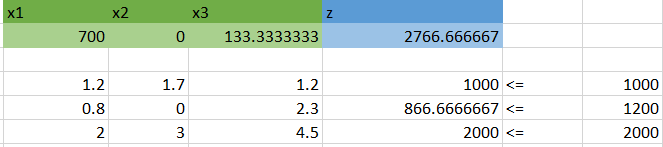 x1 x2 x3 z
700 0 133.3333333 2766.666667
1.2 1.7 1.2 1000 <= 1000
0.8 0 2.3 866.6666667 <= 1200
2 3 4.5 2000 <= 2000